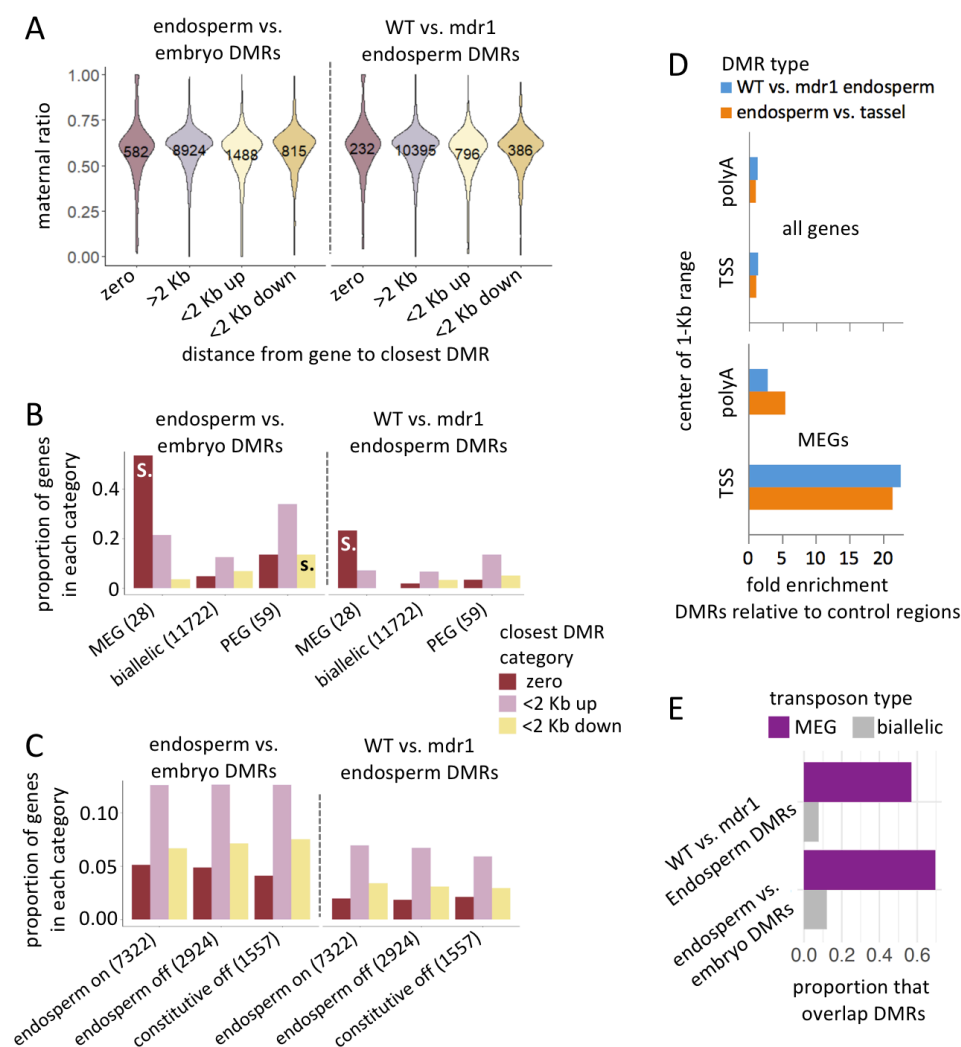 A
endosperm vs.
embryo DMRs
WT vs. mdr1
endosperm DMRs
maternal ratio
1.00
0.75
0.50
0.25
0.00
582
8924
1488
815
232
10395
796
386
zero
>2 Kb
<2 Kb up
<2 Kb down
zero
>2 Kb
<2 Kb up
<2 Kb down
distance from gene to closest DMR
B
endosperm vs.
embryo DMRs
WT vs. mdr1
endosperm DMRs
proportion of genes
in each category
0.4
0.2
0
S.
s.
S.
MEG (28)
biallelic (11722)
PEG (59)
MEG (28)
biallelic (11722)
PEG (59)
closest DMR
category
zero
<2 Kb up
<2 Kb down
C
endosperm vs.
embryo DMRs
WT vs. mdr1
endosperm DMRs
proportion of genes
in each category
0.10
0.05
0.00
endosperm on (7322)
endosperm off (2924)
constitutive off (1557)
endosperm on (7322)
endosperm off (2924)
constitutive off (1557)
D
DMR type
WT vs. mdr1 endosperm
endosperm vs. tassel
center of 1-Kb range
polyA
TSS
all genes
polyA
TSS
MEGs
0 5 10 15 20
fold enrichment
DMRs relative to control regions
E
transposon type
MEG
biallelic
WT vs. mdr1
Endosperm DMRs
endosperm vs.
embryo DMRs
0.0 0.2 0.4 0.6
proportion that
overlap DMRs